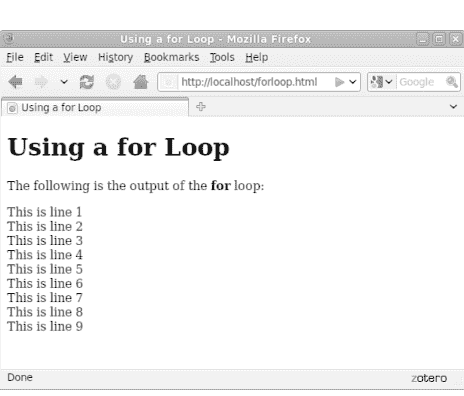 Using a for Loop - Mozilla Firefox
File Edit View History Bookmarks Tools Help
http://localhost/forloop.html Google
Using a for Loop
Using a for Loop
The following is the output of the for loop:
This is line 1
This is line 2
This is line 3
This is line 4
This is line 5
This is line 6
This is line 7
This is line 8
This is line 9
Done zotero